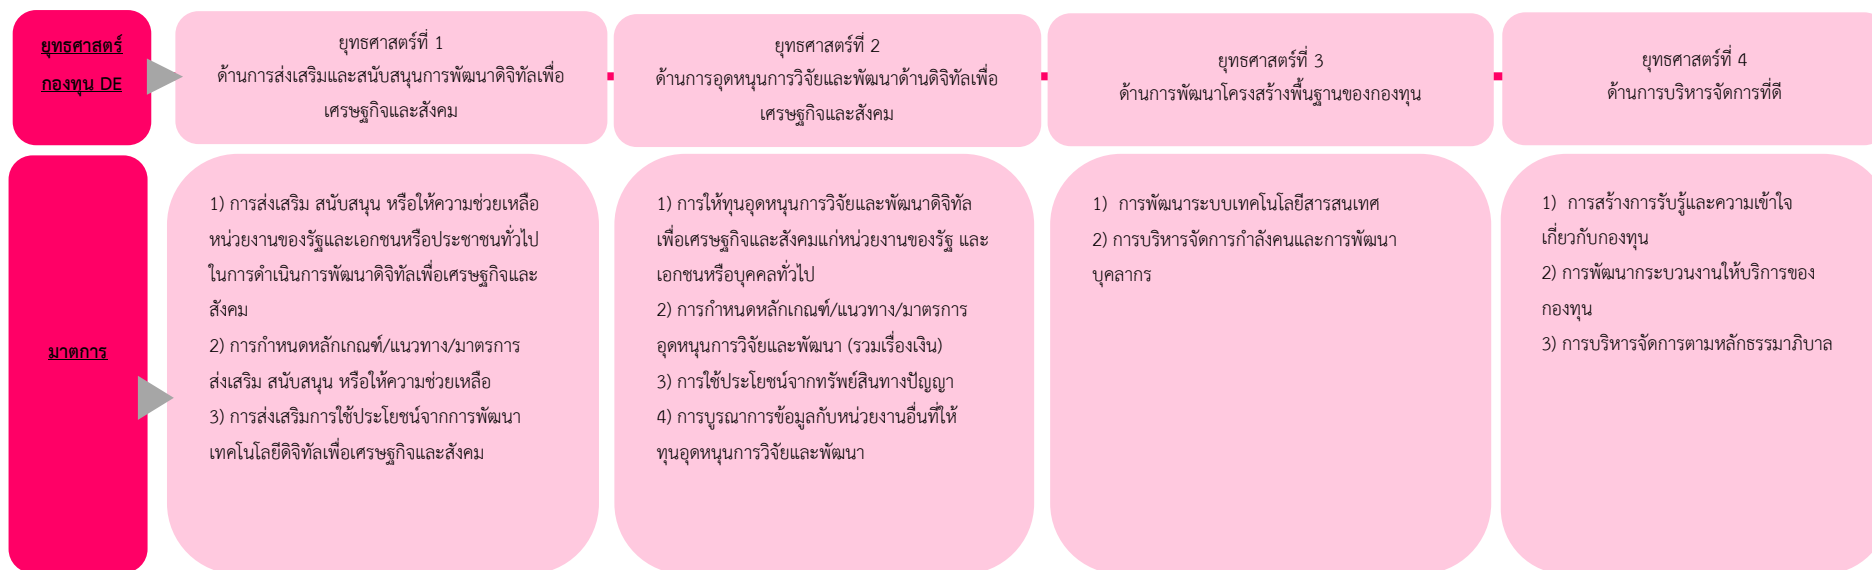 ยุทธศาสตร์
กองทุน DE
ยุทธศาสตร์ที่ 1
ด้านการส่งเสริมและสนับสนุนการพัฒนาดิจิทัลเพื่อ
เศรษฐกิจและสังคม
ยุทธศาสตร์ที่ 2
ด้านการอุดหนุนการวิจัยและพัฒนาด้านดิจิทัลเพื่อ
เศรษฐกิจและสังคม
ยุทธศาสตร์ที่ 3
ด้านการพัฒนาโครงสร้างพื้นฐานของกองทุน
ยุทธศาสตร์ที่ 4
ด้านการบริหารจัดการที่ดี
มาตการ
1) การส่งเสริม สนับสนุน หรือให้ความช่วยเหลือ
หน่วยงานของรัฐและเอกชนหรือประชาชนทั่วไป
ในการดำเนินการพัฒนาดิจิทัลเพื่อเศรษฐกิจและ
สังคม
2) การกำหนดหลักเกณฑ์/แนวทาง/มาตรการ
ส่งเสริม สนับสนุน หรือให้ความช่วยเหลือ
3) การส่งเสริมการใช้ประโยชน์จากการพัฒนา
เทคโนโลยีดิจิทัลเพื่อเศรษฐกิจและสังคม
1) การให้ทุนอุดหนุนการวิจัยและพัฒนาดิจิทัล
เพื่อเศรษฐกิจและสังคมแก่หน่วยงานของรัฐ และ
เอกชนหรือบุคคลทั่วไป
2) การกำหนดหลักเกณฑ์/แนวทาง/มาตรการ
อุดหนุนการวิจัยและพัฒนา (รวมเรื่องเงิน)
3) การใช้ประโยชน์จากทรัพย์สินทางปัญญา
4) การบูรณาการข้อมูลกับหน่วยงานอื่นที่ให้
ทุนอุดหนุนการวิจัยและพัฒนา
1) การพัฒนาระบบเทคโนโลยีสารสนเทศ
2) การบริหารจัดการกำลังคนและการพัฒนา
บุคลากร
1) การสร้างการรับรู้และความเข้าใจ
เกี่ยวกับกองทุน
2) การพัฒนากระบวนงานให้บริการของ
กองทุน
3) การบริหารจัดการตามหลักธรรมาภิบาล